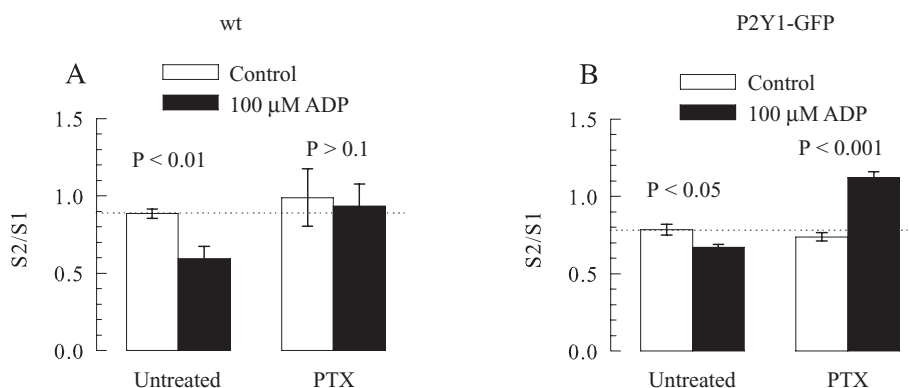 wt
A
Control
100 μM ADP
1.5
1.0
0.5
0.0
S2/S1
P < 0.01
P > 0.1
Untreated
PTX
P2Y1-GFP
B
Control
100 μM ADP
1.5
1.0
0.5
0.0
S2/S1
P < 0.05
P < 0.001
Untreated
PTX